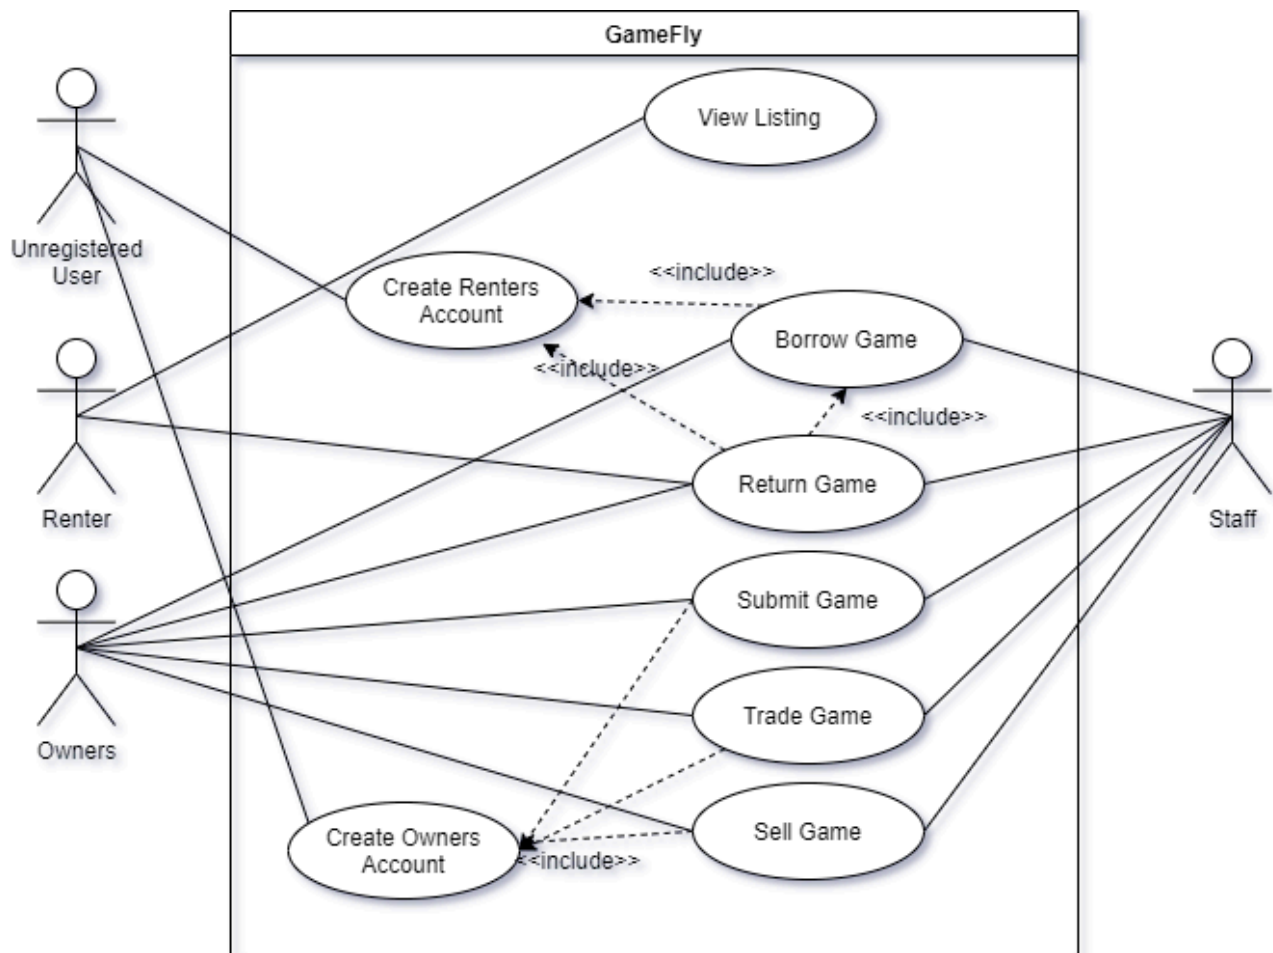 GameFly
View Listing
Unregistered
User
Create Renters
Account
<<include>>
Borrow Game
<<include>>
<<include>>
Renter
Return Game
Staff
Submit Game
Owners
Trade Game
Create Owners
Account
Sell Game
<<include>>